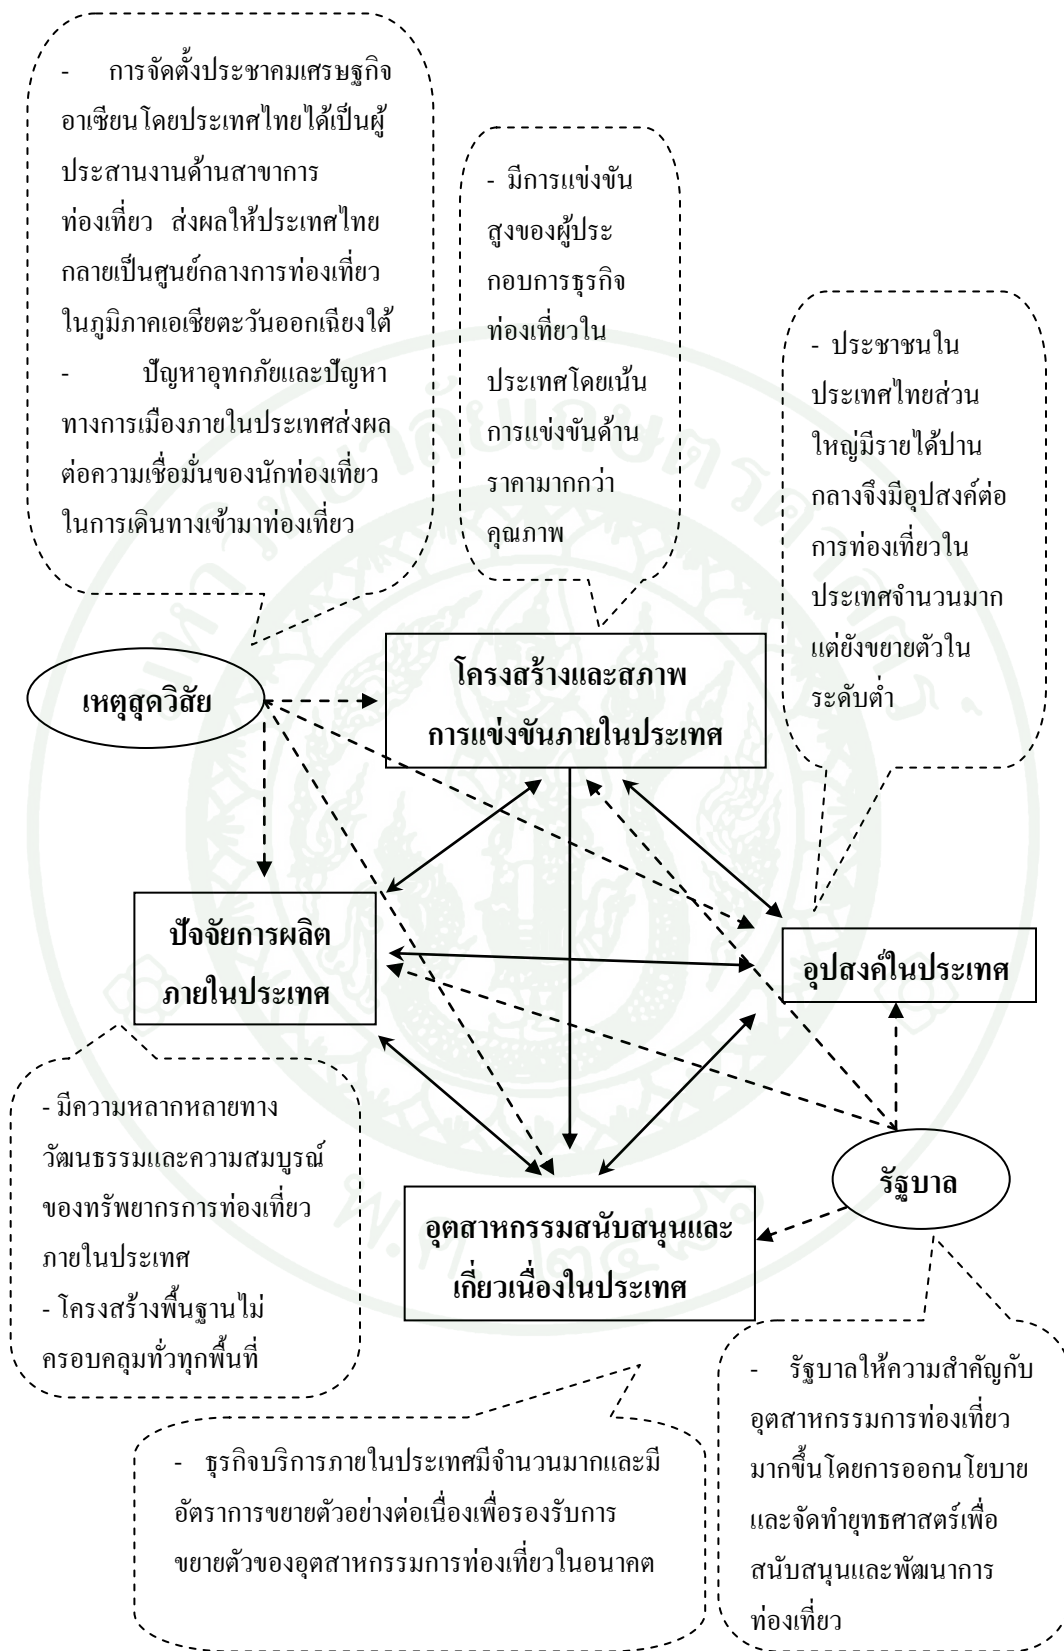 - การจัดตั้งประชาคมเศรษฐกิจ
อาเซียนโดยประเทศไทยได้เป็นผู้
ประสานงานด้านสาขาการ
ท่องเที่ยว ส่งผลให้ประเทศไทย
กลายเป็นศูนย์กลางการท่องเที่ยว
ในภูมิภาคเอเชียตะวันออกเฉียงใต้
- ปัญหาอุทกภัยและปัญหา
ทางการเมืองภายในประเทศส่งผล
ต่อความเชื่อมั่นของนักท่องเที่ยว
ในการเดินทางเข้ามาท่องเที่ยว
- มีการแข่งขัน
สูงของผู้ประ
กอบการธุรกิจ
ท่องเที่ยวใน
ประเทศโดยเน้น
การแข่งขันด้าน
ราคามากกว่า
คุณภาพ
- ประชาชนใน
ประเทศไทยส่วน
ใหญ่มีรายได้ปาน
กลางจึงมีอุปสงค์ต่อ
การท่องเที่ยวใน
ประเทศจำนวนมาก
แต่ยังขยายตัวใน
ระดับต่ำ
เหตุสุดวิสัย
โครงสร้างและสภาพ
การแข่งขันภายในประเทศ
ปัจจัยการผลิต
ภายในประเทศ
อุปสงค์ในประเทศ
- มีความหลากหลายทาง
วัฒนธรรมและความสมบูรณ์
ของทรัพยากรการท่องเที่ยว
ภายในประเทศ
- โครงสร้างพื้นฐานไม่
ครอบคลุมทั่วทุกพื้นที่
รัฐบาล
อุตสาหกรรมสนับสนุนและ
เกี่ยวเนื่องในประเทศ
- ธุรกิจบริการภายในประเทศมีจำนวนมากและมี
อัตราการขยายตัวอย่างต่อเนื่องเพื่อรองรับการ
ขยายตัวของอุตสาหกรรมการท่องเที่ยวในอนาคต
- รัฐบาลให้ความสำคัญกับ
อุตสาหกรรมการท่องเที่ยว
มากขึ้นโดยการออกนโยบาย
และจัดทำยุทธศาสตร์เพื่อ
สนับสนุนและพัฒนาการ
ท่องเที่ยว
มหาวิทยาลัยเกษตรศาสตร์
พ.ศ. ๒๔๘๖